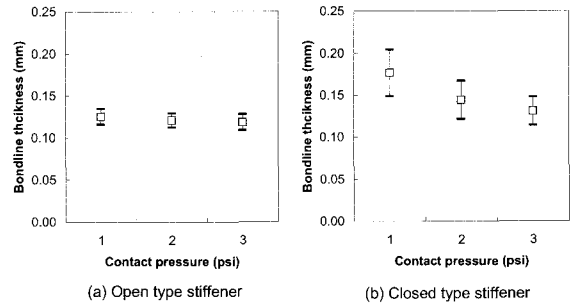 0.25
0.20
0.15
0.10
0.05
0.00
Bondline thcikness (mm)
1 2 3
Contact pressure (psi)
(a) Open type stiffener
0.25
0.20
0.15
0.10
0.05
0.00
Bondline thickness (mm)
1 2 3
Contact pressure (psi)
(b) Closed type stiffener